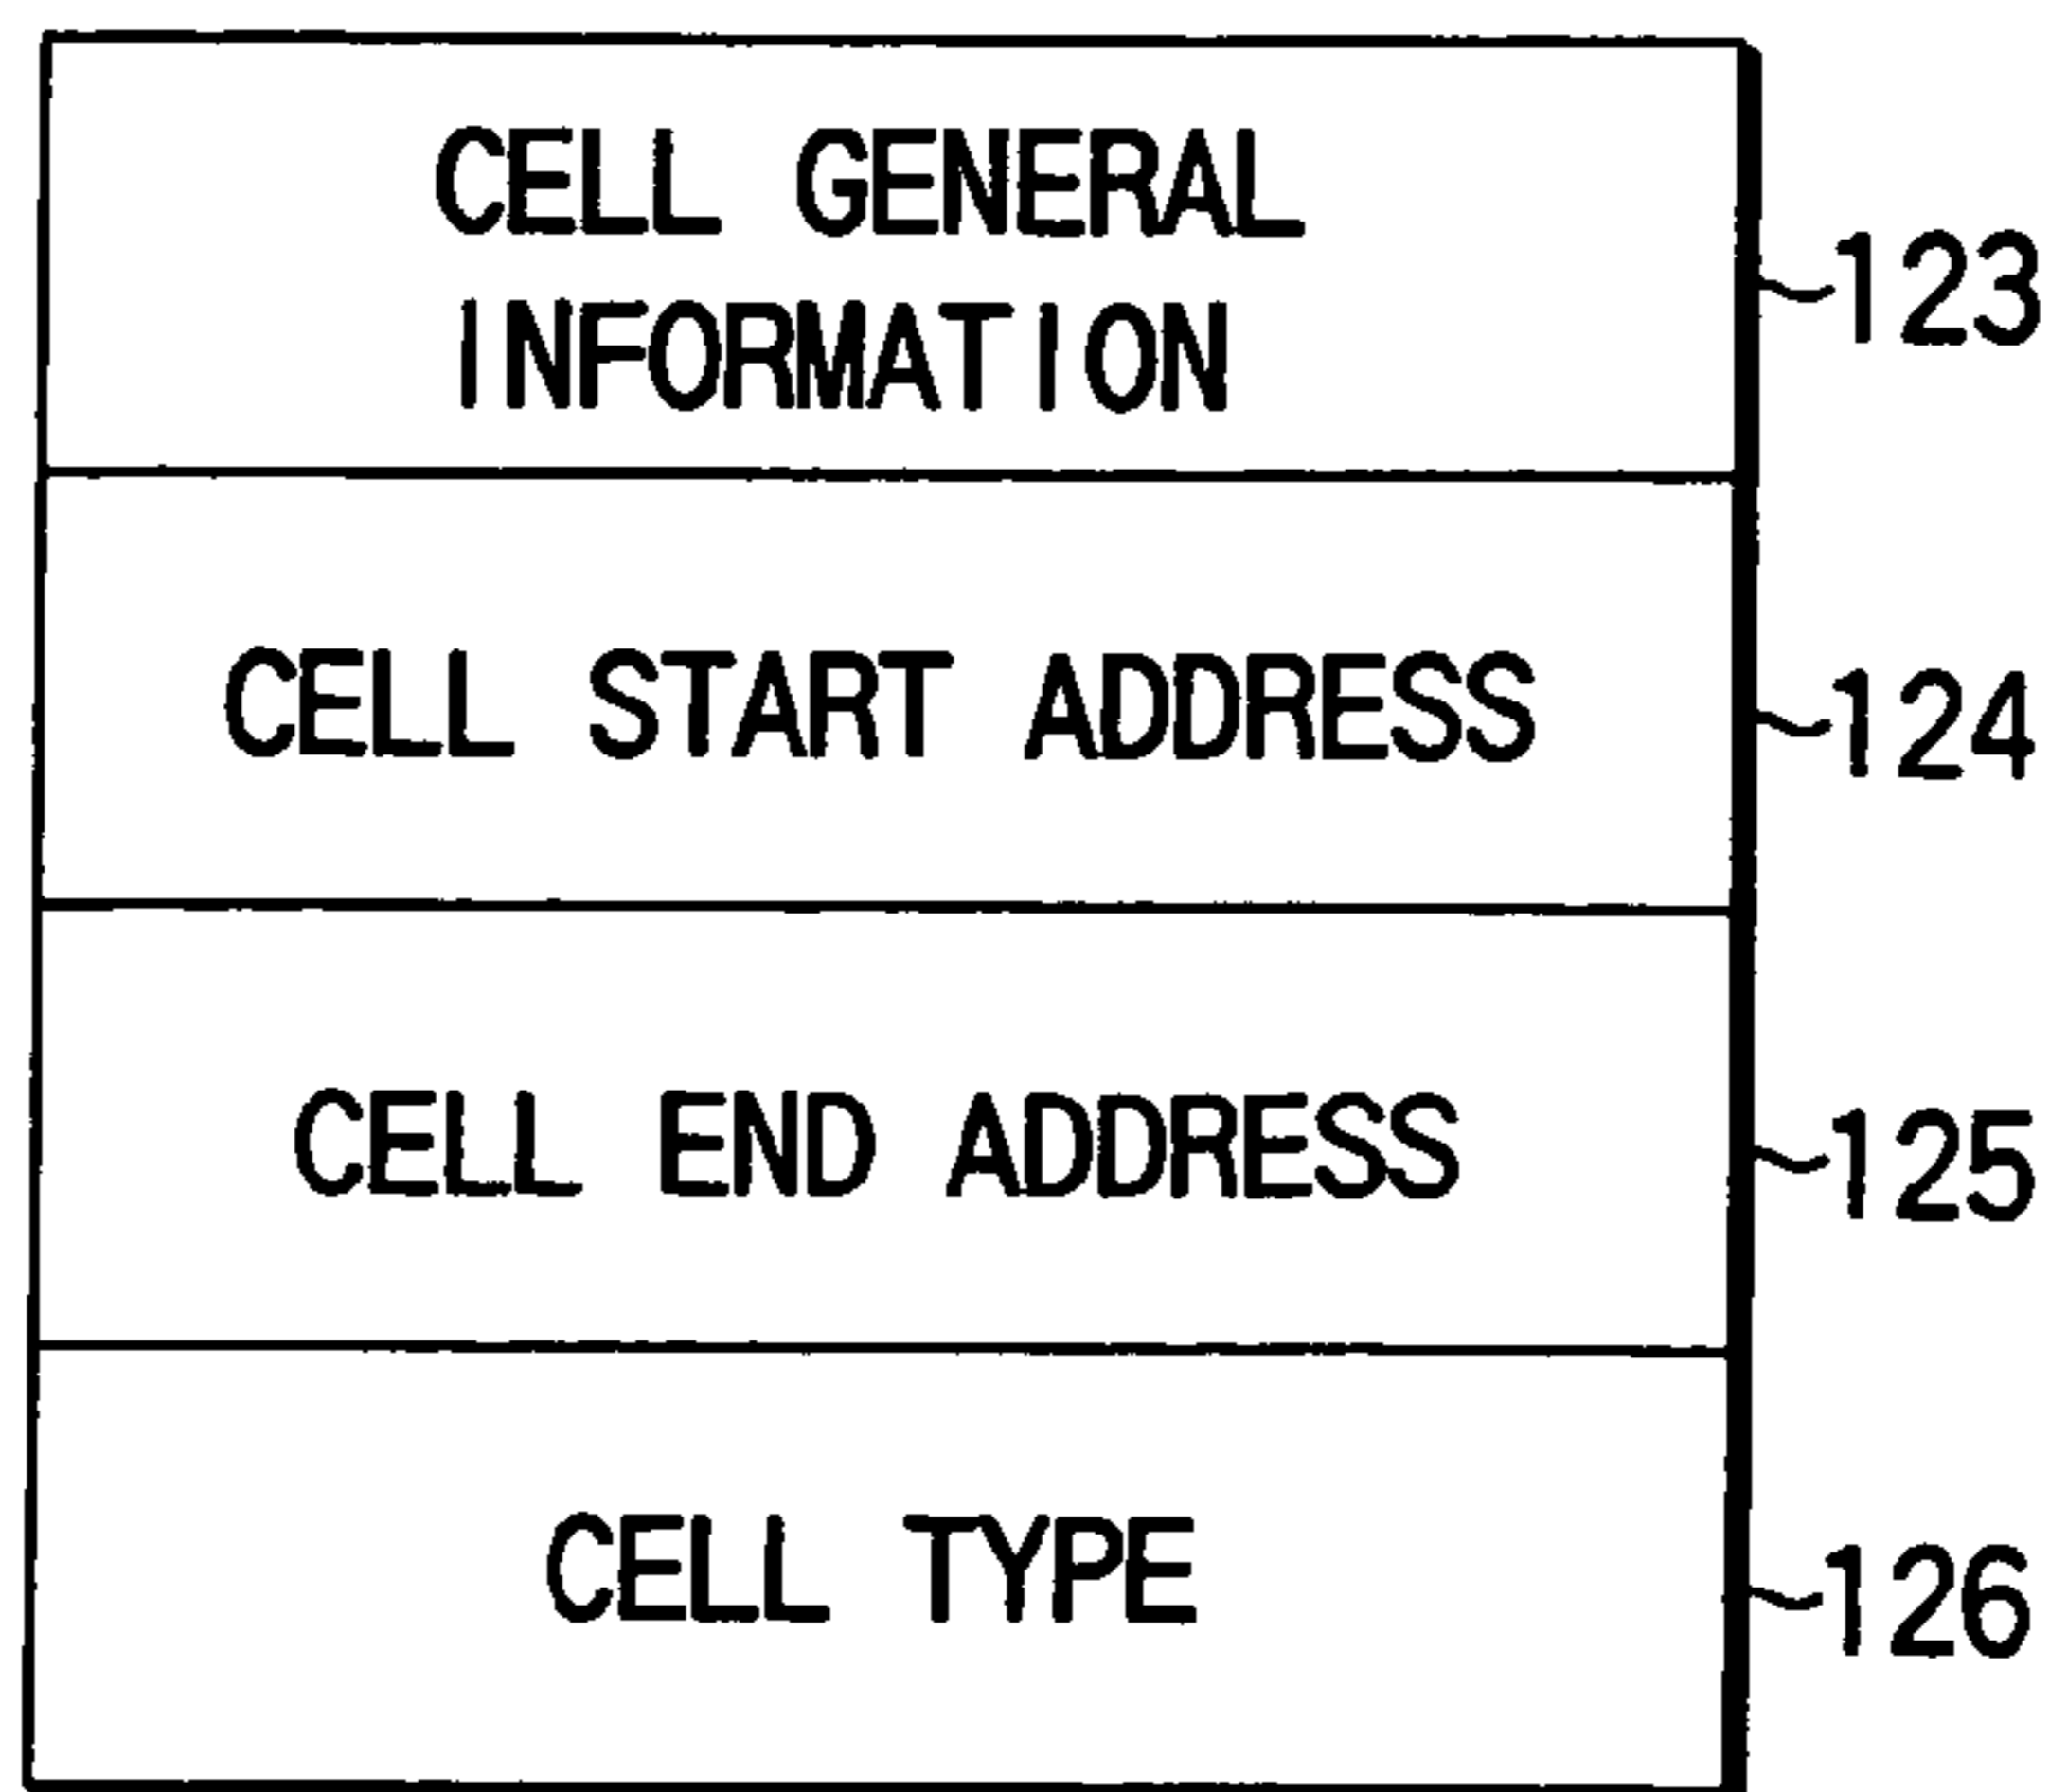 CELL GENERAL
INFORMATION
123
CELL START ADDRESS
124
CELL END ADDRESS
125
CELL TYPE
126